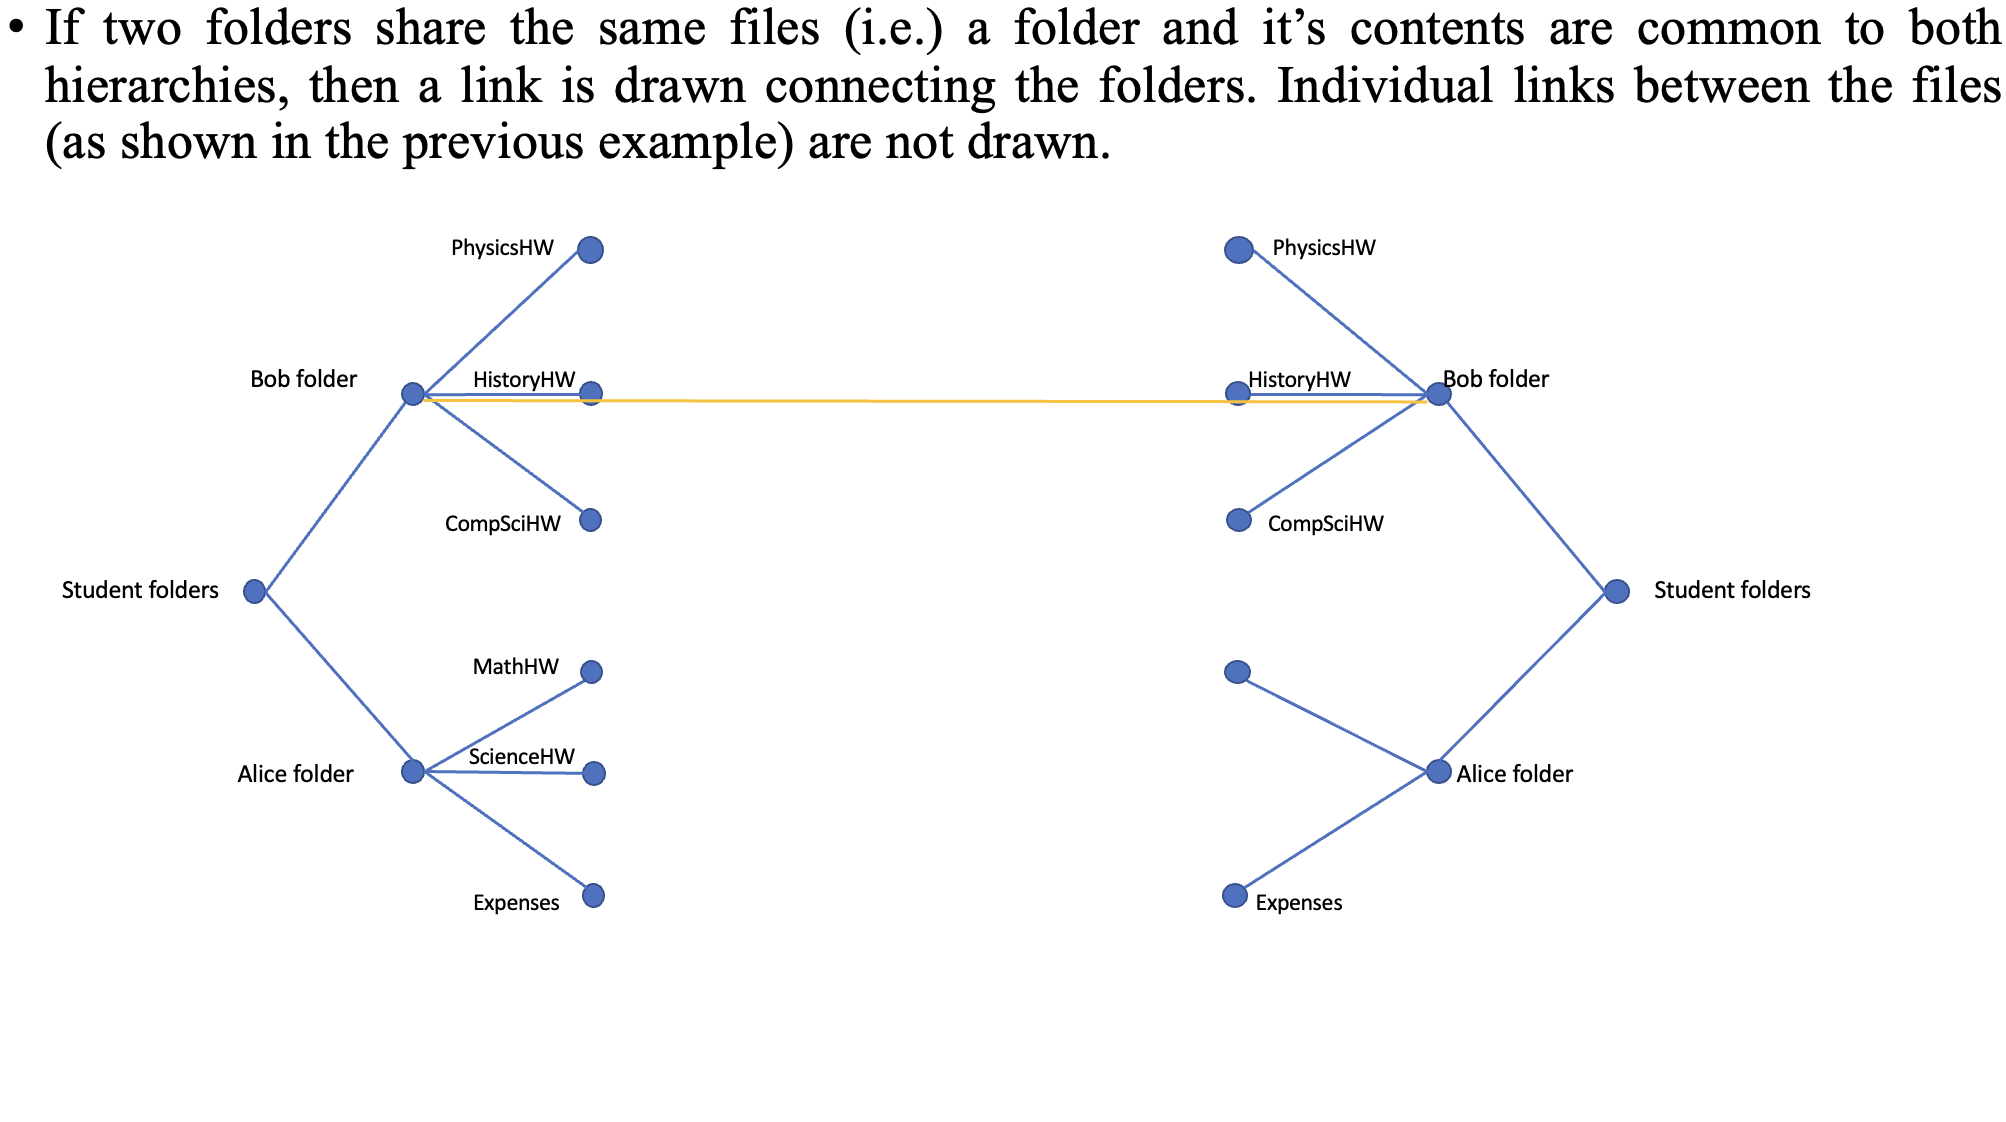 • If two folders share the same files (i.e.) a folder and it’s contents are common to both
hierarchies, then a link is drawn connecting the folders. Individual links between the files
(as shown in the previous example) are not drawn.
PhysicsHW
PhysicsHW
Bob folder
HistoryHW
HistoryHW
Bob folder
CompSciHW
CompSciHW
Student folders
Student folders
MathHW
ScienceHW
Alice folder
Alice folder
Expenses
Expenses